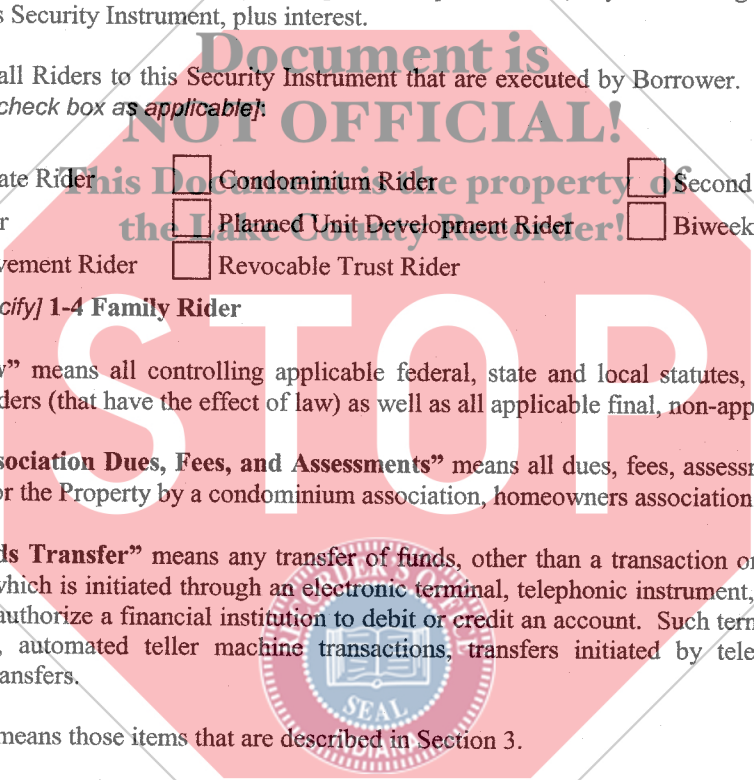 s Security Instrument, plus interest.
Document is
all Riders to this Security Instrument that are executed by Borrower.
check box as applicable]:
NOT OFFICIAL!
ate Rider Condominium Rider Second
This Document is the property of
r Planned Unit Development Rider Biweek
the Lake County Recorder!
vement Rider Revocable Trust Rider
cify] 1-4 Family Rider
STOP
w” means all controlling applicable federal, state and local statutes,
ders (that have the effect of law) as well as all applicable final, non-app
sociation Dues, Fees, and Assessments” means all dues, fees, assessm
or the Property by a condominium association, homeowners association
ds Transfer” means any transfer of funds, other than a transaction or
which is initiated through an electronic terminal, telephonic instrument,
authorize a financial institution to debit or credit an account. Such term
, automated teller machine transactions, transfers initiated by tele
ansfers.
RECORDER'S OFFICE
SEAL
INDIANA
means those items that are described in Section 3.